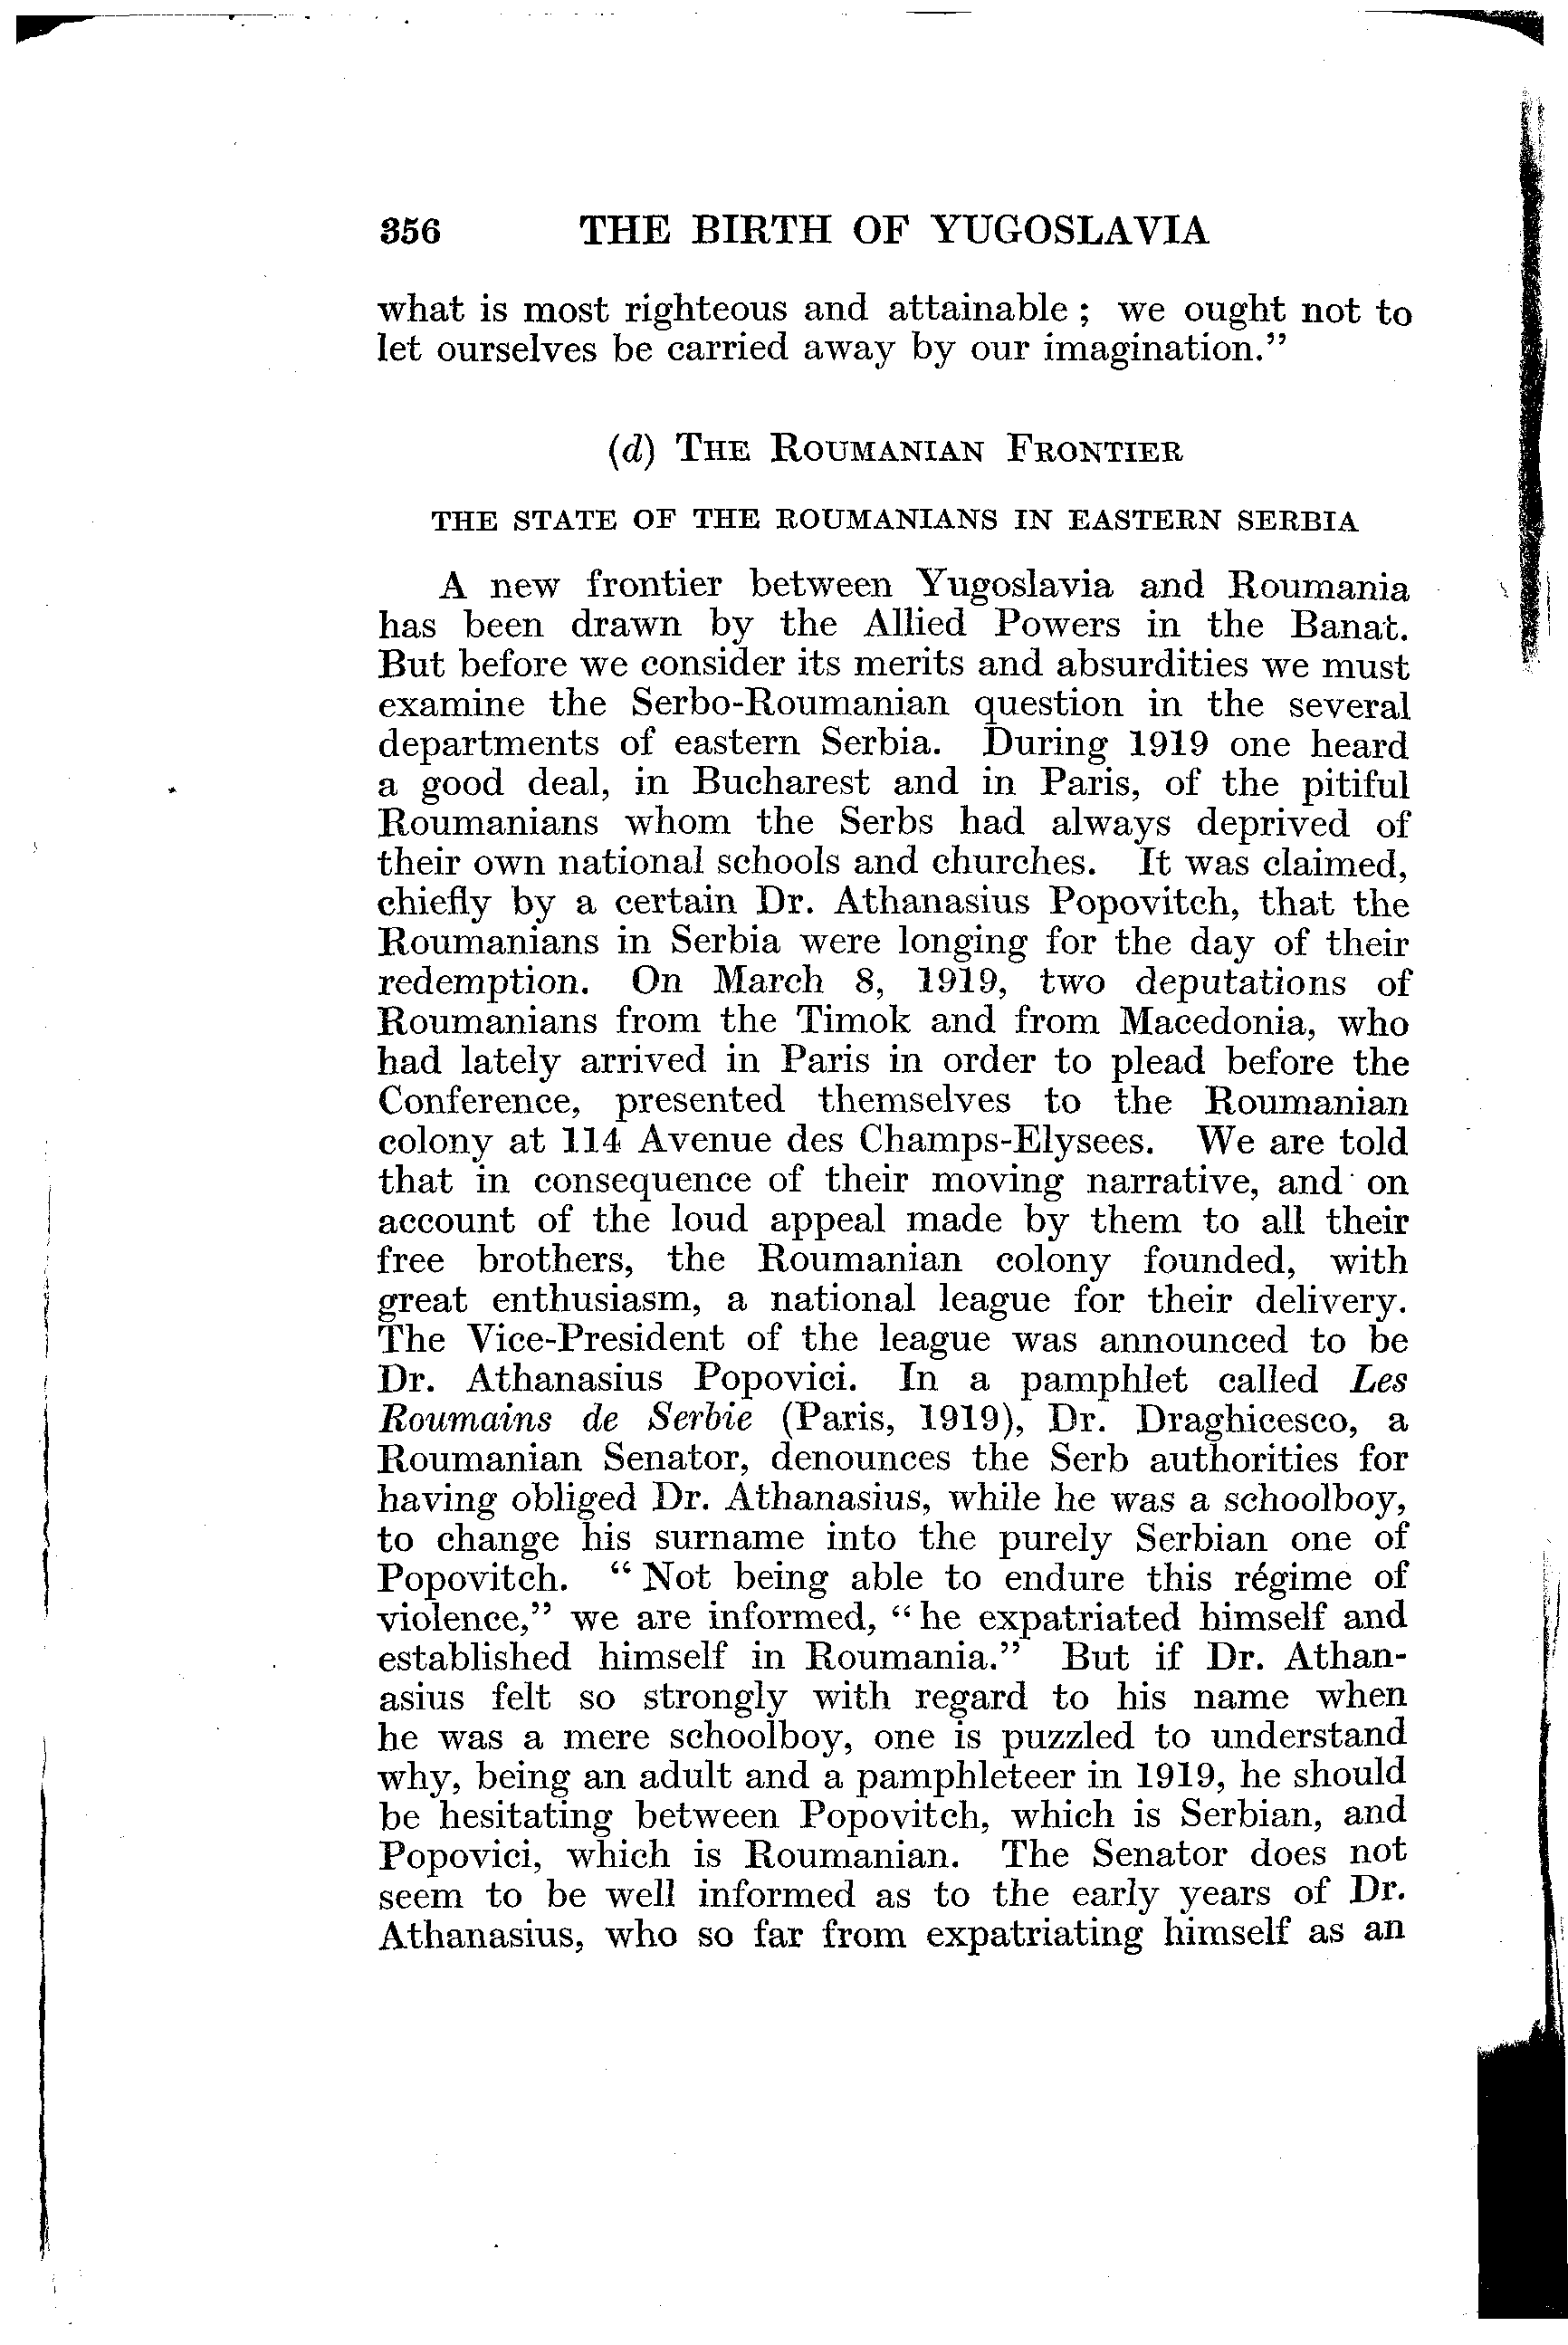 356 THE BIRTH OF YUGOSLAVIA
what is most righteous and attainable ; we ought not to
let ourselves be carried away by our imagination."
(d) THE ROUMANIAN FRONTIER
THE STATE OF THE ROUMANIANS IN EASTERN SERBIA
A new frontier between Yugoslavia and Roumania
has been drawn by the Allied Powers in the Banat.
But before we consider its merits and absurdities we must
examine the Serbo-Roumanian question in the several
departments of eastern Serbia. During 1919 one heard
a good deal, in Bucharest and in Paris, of the pitiful
Roumanians whom the Serbs had always deprived of
their own national schools and churches. It was claimed,
chiefly by a certain Dr. Athanasius Popovitch, that the
Roumanians in Serbia were longing for the day of their
redemption. On March 8, 1919, two deputations of
Roumanians from the Timok and from Macedonia, who
had lately arrived in Paris in order to plead before the
Conference, presented themselves to the Roumanian
colony at 114 Avenue des Champs-Elysees. We are told
that in consequence of their moving narrative, and on
account of the loud appeal made by them to all their
free brothers, the Roumanian colony founded, with
great enthusiasm, a national league for their delivery.
The Vice-President of the league was announced to be
Dr. Athanasius Popovici. In a pamphlet called Les
Roumains de Serbie (Paris, 1919), Dr. Draghicesco, a
Roumanian Senator, denounces the Serb authorities for
having obliged Dr. Athanasius, while he was a schoolboy,
to change his surname into the purely Serbian one of
Popovitch. " Not being able to endure this régime of
violence," we are informed, " he expatriated himself and
established himself in Roumania." But if Dr. Athan-
asius felt so strongly with regard to his name when
he was a mere schoolboy, one is puzzled to understand
why, being an adult and a pamphleteer in 1919, he should
be hesitating between Popovitch, which is Serbian, and
Popovici, which is Roumanian. The Senator does not
seem to be well informed as to the early years of Dr.
Athanasius, who so far from expatriating himself as an